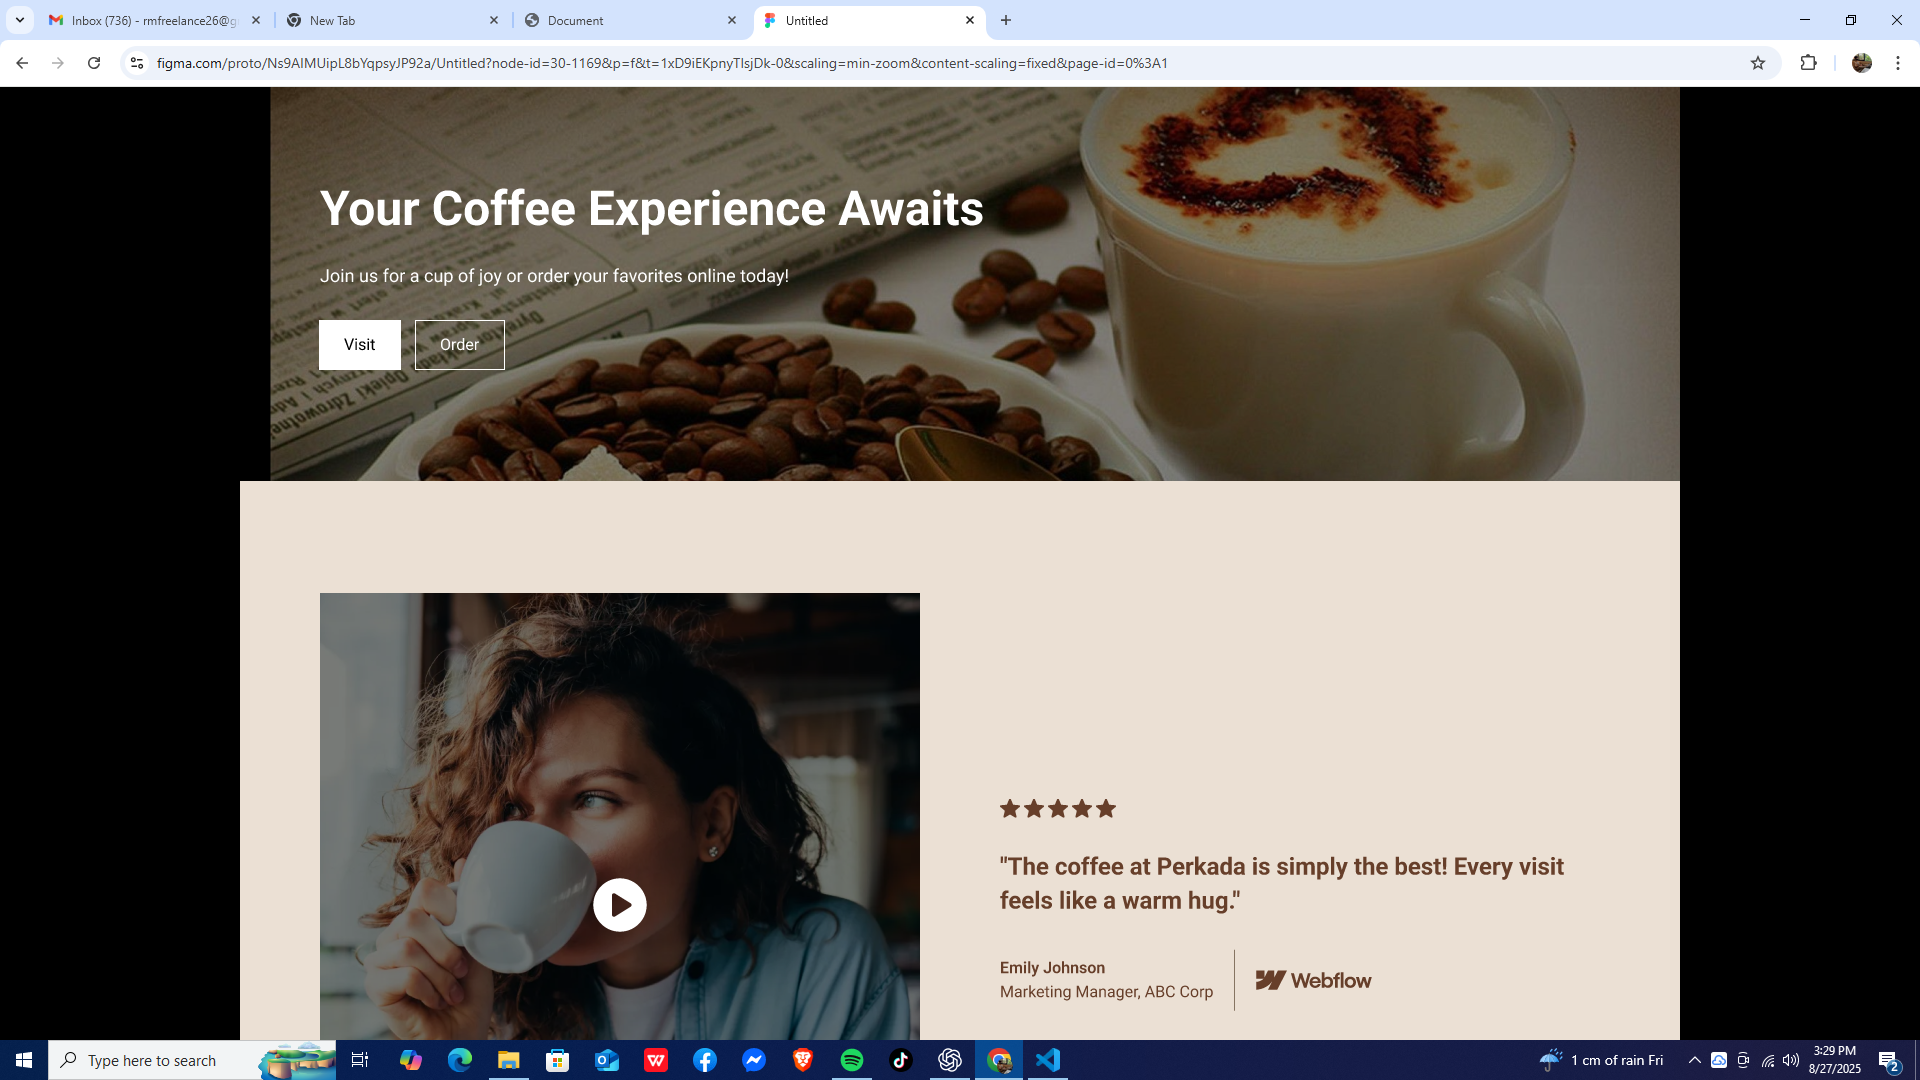 Inbox (736) - rmfreelance26@g
New Tab
Document
Untitled
figma.com/proto/Ns9AlMUipL8bYqpsyJP92a/Untitled?node-id=30-1169&p=f&t=1xD9iEKpnyTlsjDk-0&scaling=min-zoom&content-scaling=fixed&page-id=0%3A1
Your Coffee Experience Awaits
Join us for a cup of joy or order your favorites online today!
Visit
Order
"The coffee at Perkada is simply the best! Every visit
feels like a warm hug."
Emily Johnson
Marketing Manager, ABC Corp
Webflow
Type here to search
1 cm of rain Fri
3:29 PM
8/27/2025
2